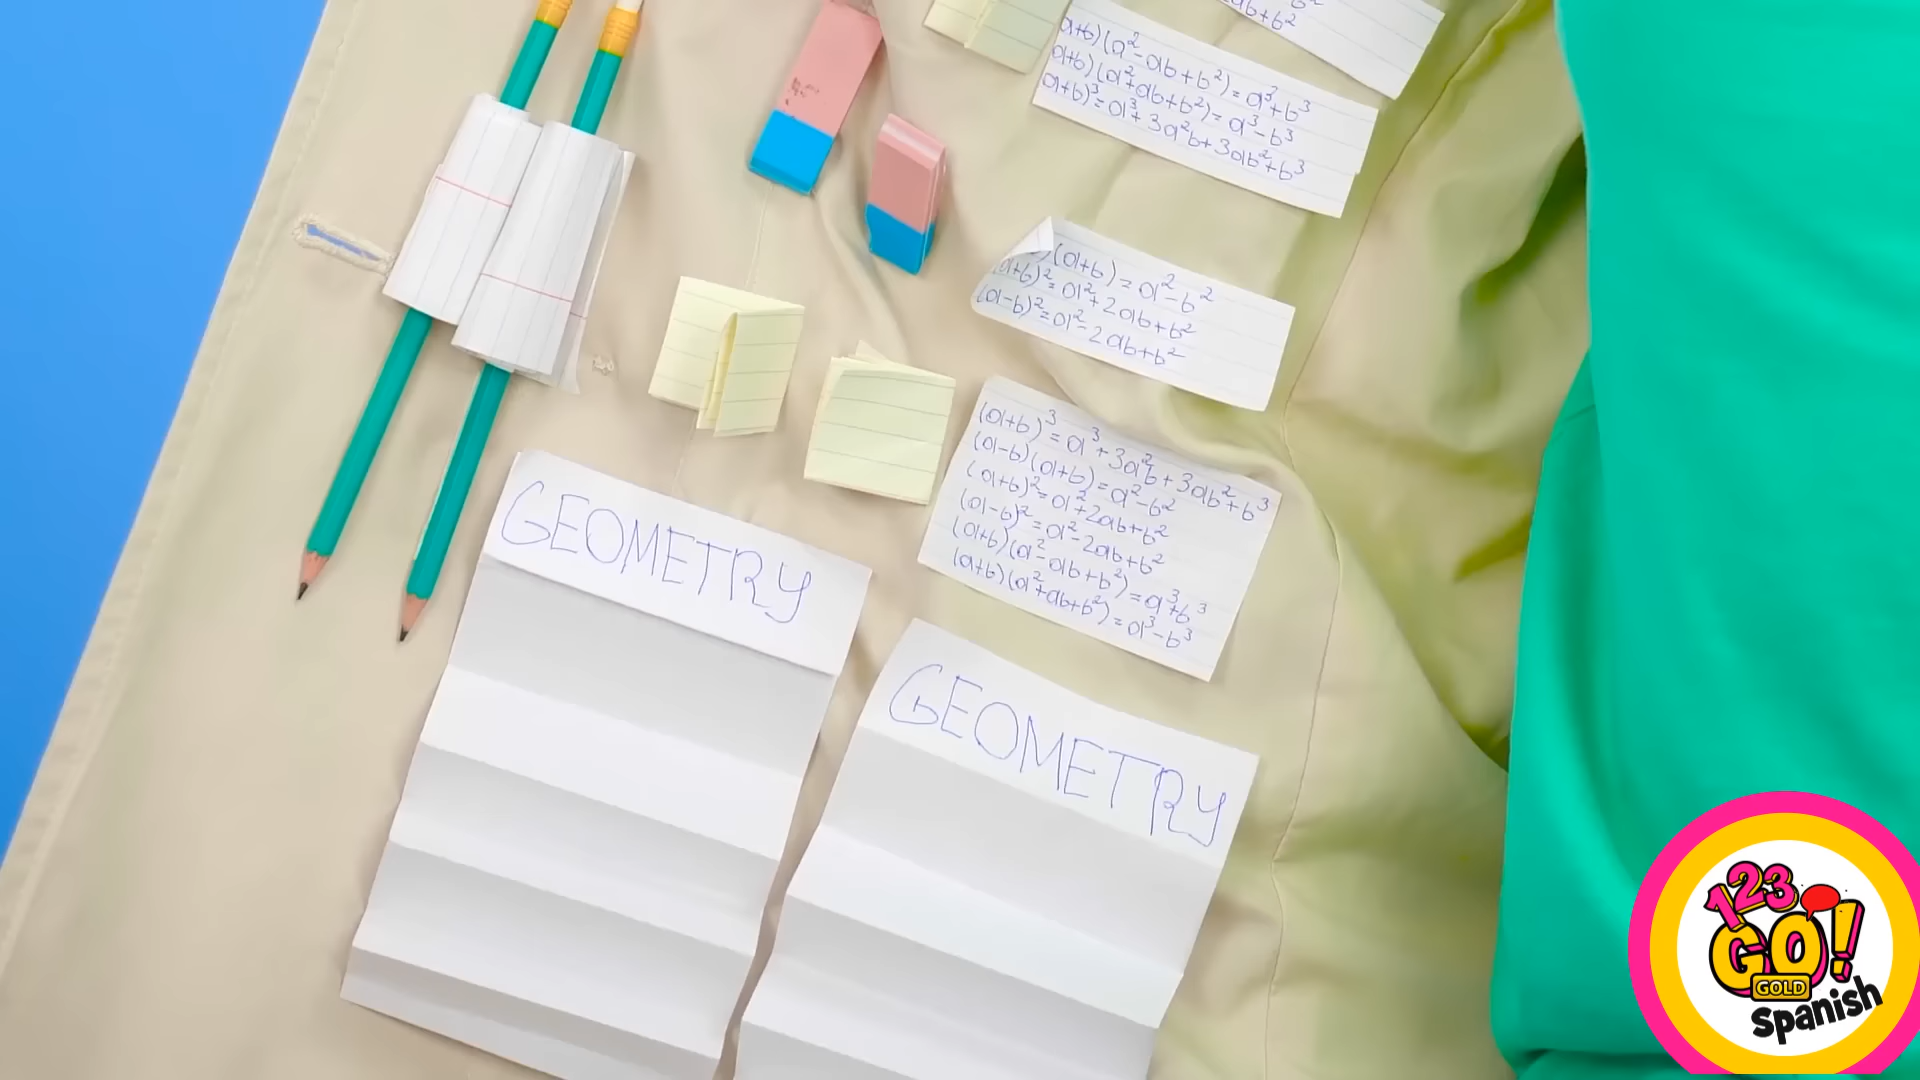 ab+b²
(a+b)(a²-ab+b²)=a³+b³
(a+b)(a²+ab+b²)=a³-b³
(a+b)³=a³+3a²b+3ab²+b³
(a+b)=a²-b²
(a+b)²=a²+2ab+b²
(a-b)²=a²-2ab+b²
(a+b)³=a³+3a²b+3ab²+b³
(a-b)(a+b)=a²-b²
(a+b)²=a²+2ab+b²
(a-b)²=a²-2ab+b²
(a+b)(a²-ab+b²)=a³+b³
(a+b)(a²+ab+b²)=a³-b³
GEOMETRY
GEOMETRY
123
GO!
GOLD
Spanish